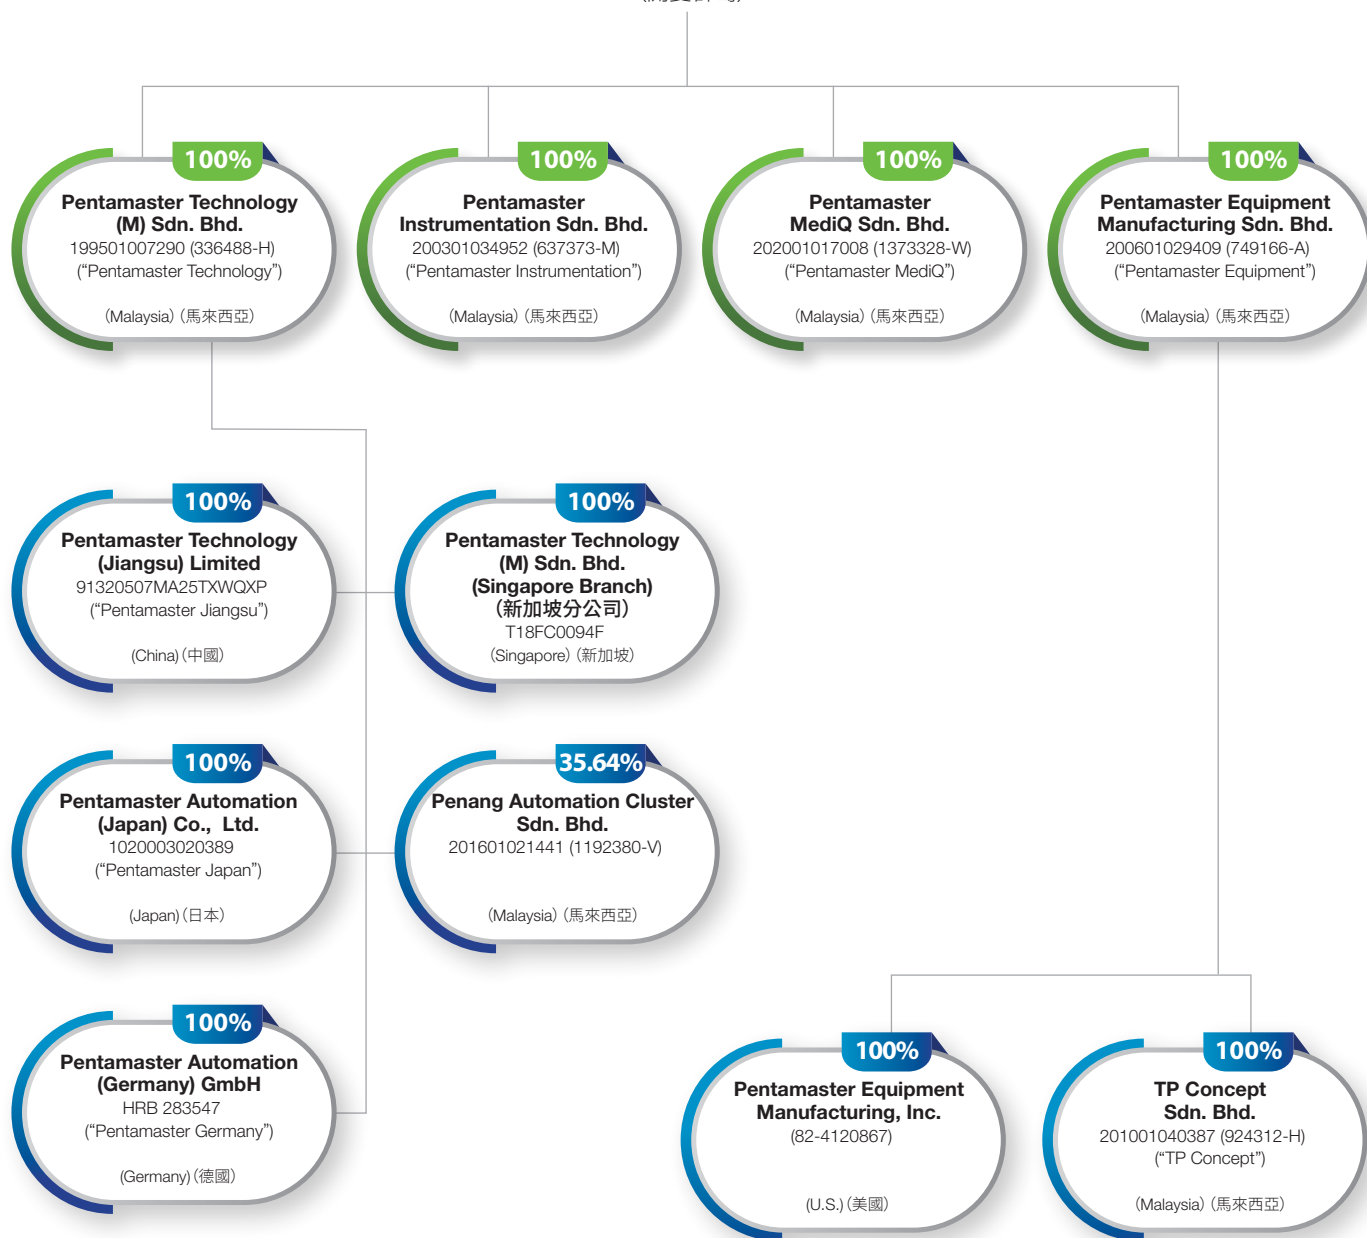 100%
Pentamaster Technology
(M) Sdn. Bhd.
199501007290 (336488-H)
(“Pentamaster Technology”)
(Malaysia) (馬來西亞)
100%
Pentamaster
Instrumentation Sdn. Bhd.
200301034952 (637373-M)
(“Pentamaster Instrumentation”)
(Malaysia) (馬來西亞)
100%
Pentamaster
MediQ Sdn. Bhd.
202001017008 (1373328-W)
(“Pentamaster MediQ”)
(Malaysia) (馬來西亞)
100%
Pentamaster Equipment
Manufacturing Sdn. Bhd.
200601029409 (749166-A)
(“Pentamaster Equipment”)
(Malaysia) (馬來西亞)
100%
Pentamaster Technology
(Jiangsu) Limited
91320507MA25TXWQXP
(“Pentamaster Jiangsu”)
(China) (中國)
100%
Pentamaster Technology
(M) Sdn. Bhd.
(Singapore Branch)
(新加坡分公司)
T18FC0094F
(Singapore) (新加坡)
100%
Pentamaster Automation
(Japan) Co., Ltd.
1020003020389
(“Pentamaster Japan”)
(Japan) (日本)
35.64%
Penang Automation Cluster
Sdn. Bhd.
201601021441 (1192380-V)
(Malaysia) (馬來西亞)
100%
Pentamaster Automation
(Germany) GmbH
HRB 283547
(“Pentamaster Germany”)
(Germany) (德國)
100%
Pentamaster Equipment
Manufacturing, Inc.
(82-4120867)
(U.S.) (美國)
100%
TP Concept
Sdn. Bhd.
201001040387 (924312-H)
(“TP Concept”)
(Malaysia) (馬來西亞)